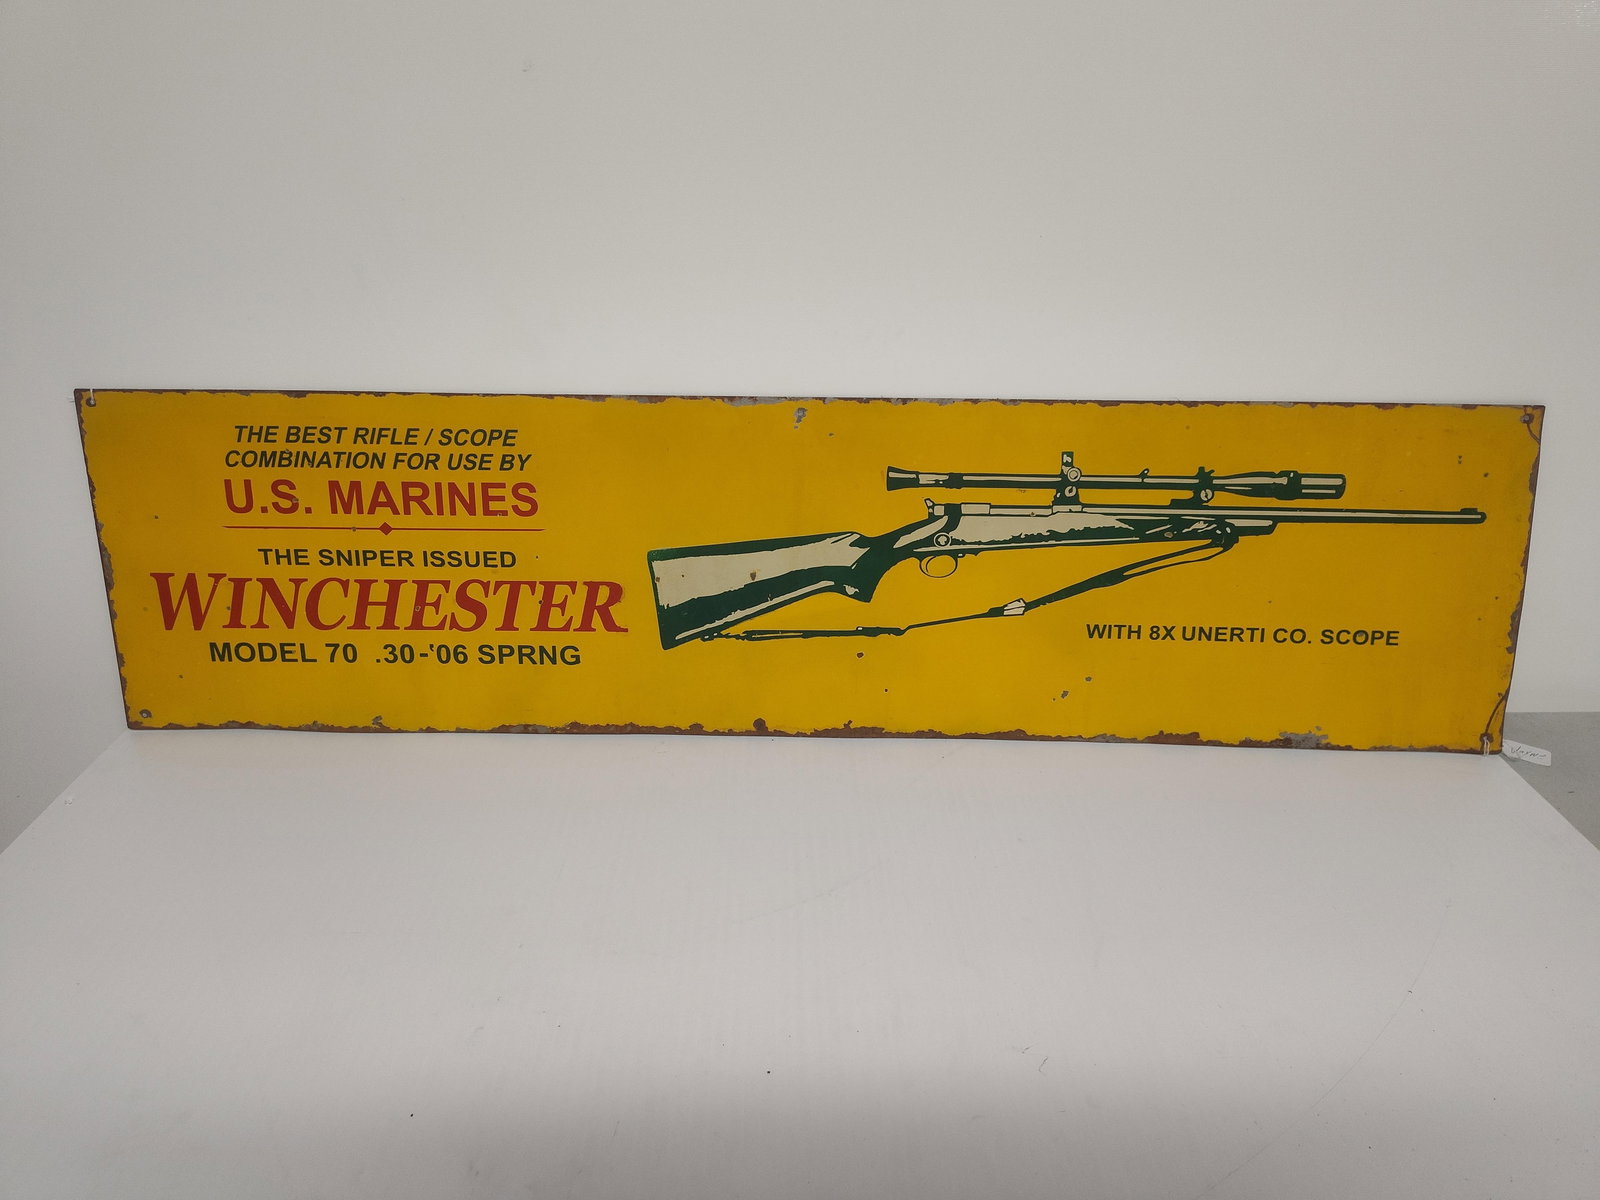 THE BEST RIFLE / SCOPE
COMBINATION FOR USE BY
U.S. MARINES
THE SNIPER ISSUED
WINCHESTER
MODEL 70 .30-'06 SPRNG
WITH 8X UNERTI CO. SCOPE